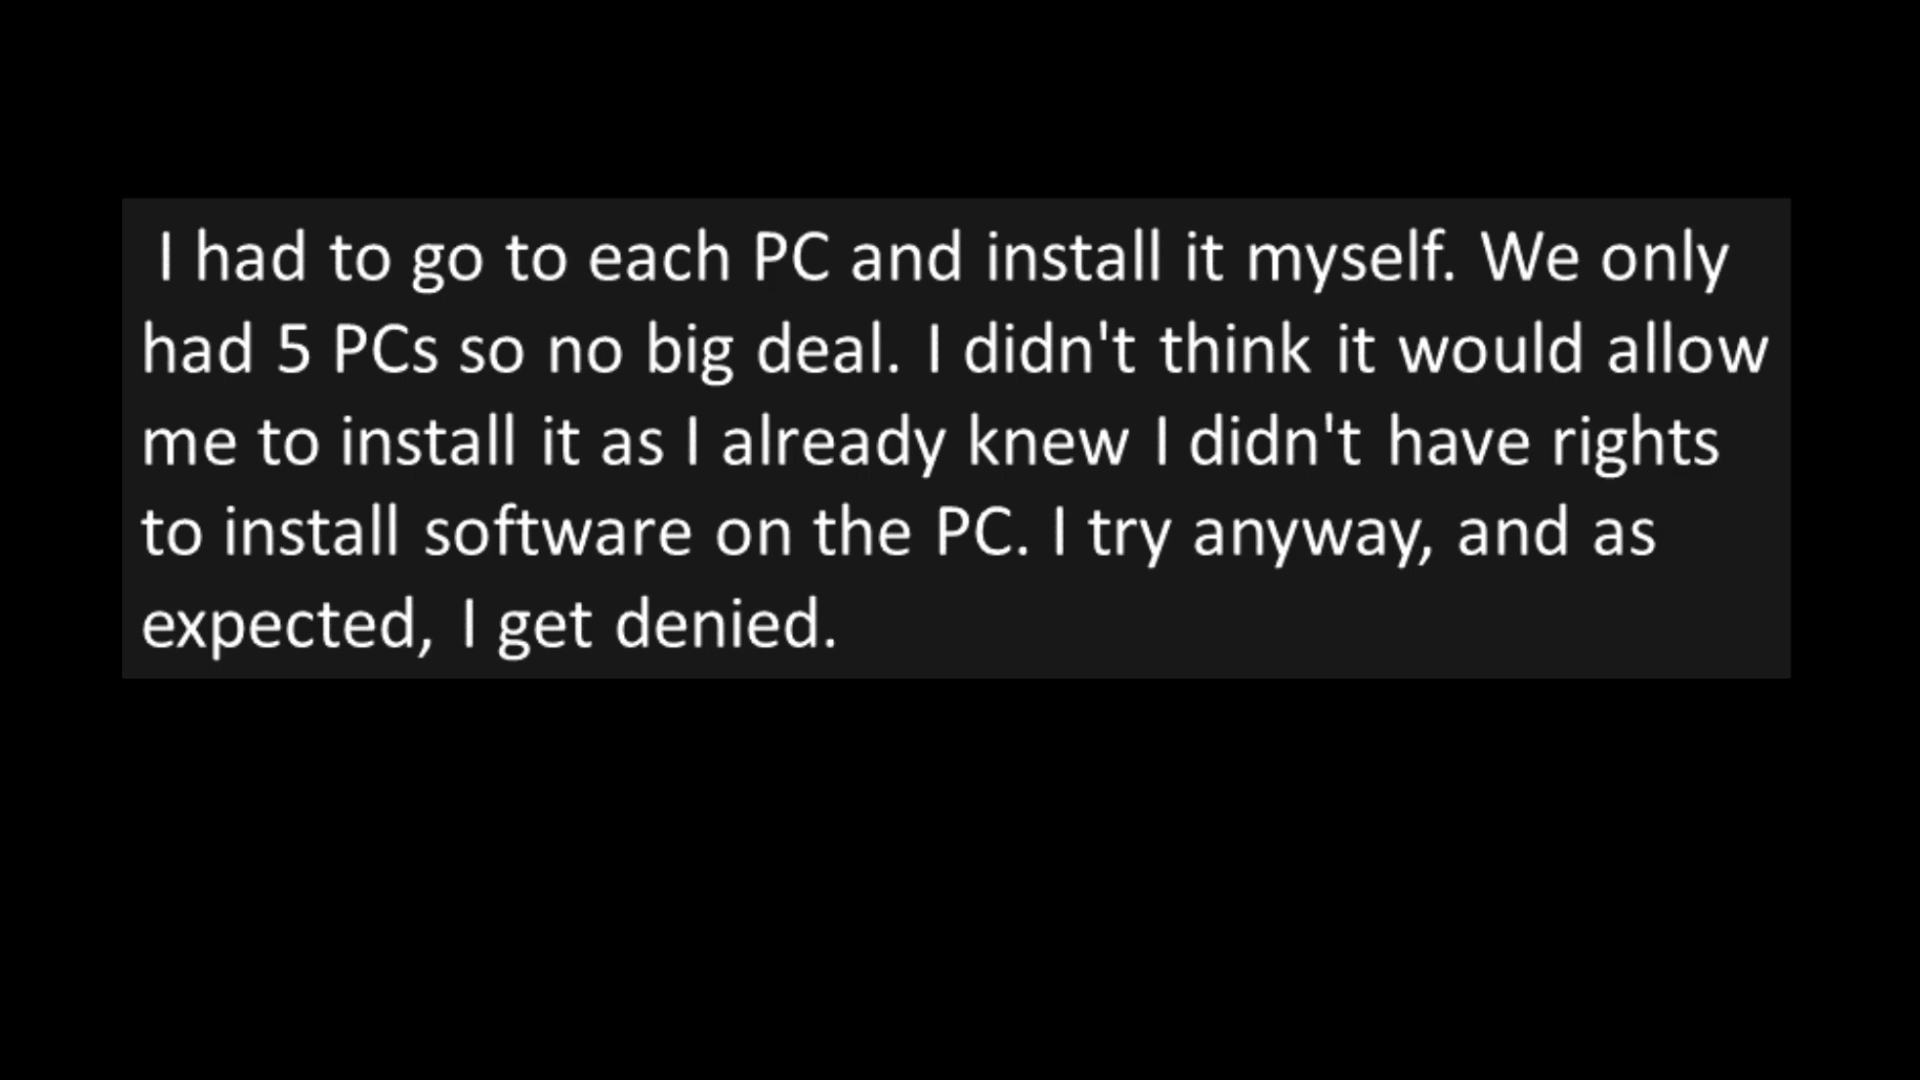 I had to go to each PC and install it myself. We only
had 5 PCs so no big deal. I didn't think it would allow
me to install it as I already knew I didn't have rights
to install software on the PC. I try anyway, and as
expected, I get denied.